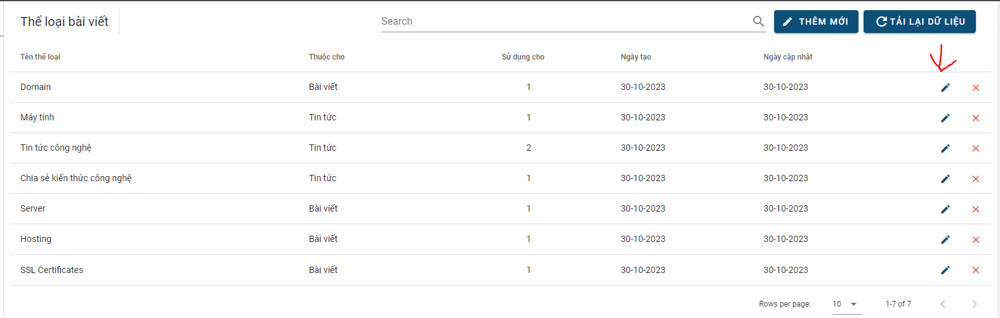 Thể loại bài viết
Search
THÊM MỚI
TẢI LẠI DỮ LIỆU
Tên thể loại Thuộc cho Sử dụng cho Ngày tạo Ngày cập nhật
Domain Bài viết 1 30-10-2023 30-10-2023
Máy tính Tin tức 1 30-10-2023 30-10-2023
Tin tức công nghệ Tin tức 2 30-10-2023 30-10-2023
Chia sẻ kiến thức công nghệ Tin tức 1 30-10-2023 30-10-2023
Server Bài viết 1 30-10-2023 30-10-2023
Hosting Bài viết 1 30-10-2023 30-10-2023
SSL Certificates Bài viết 1 30-10-2023 30-10-2023
Rows per page: 10 1-7 of 7